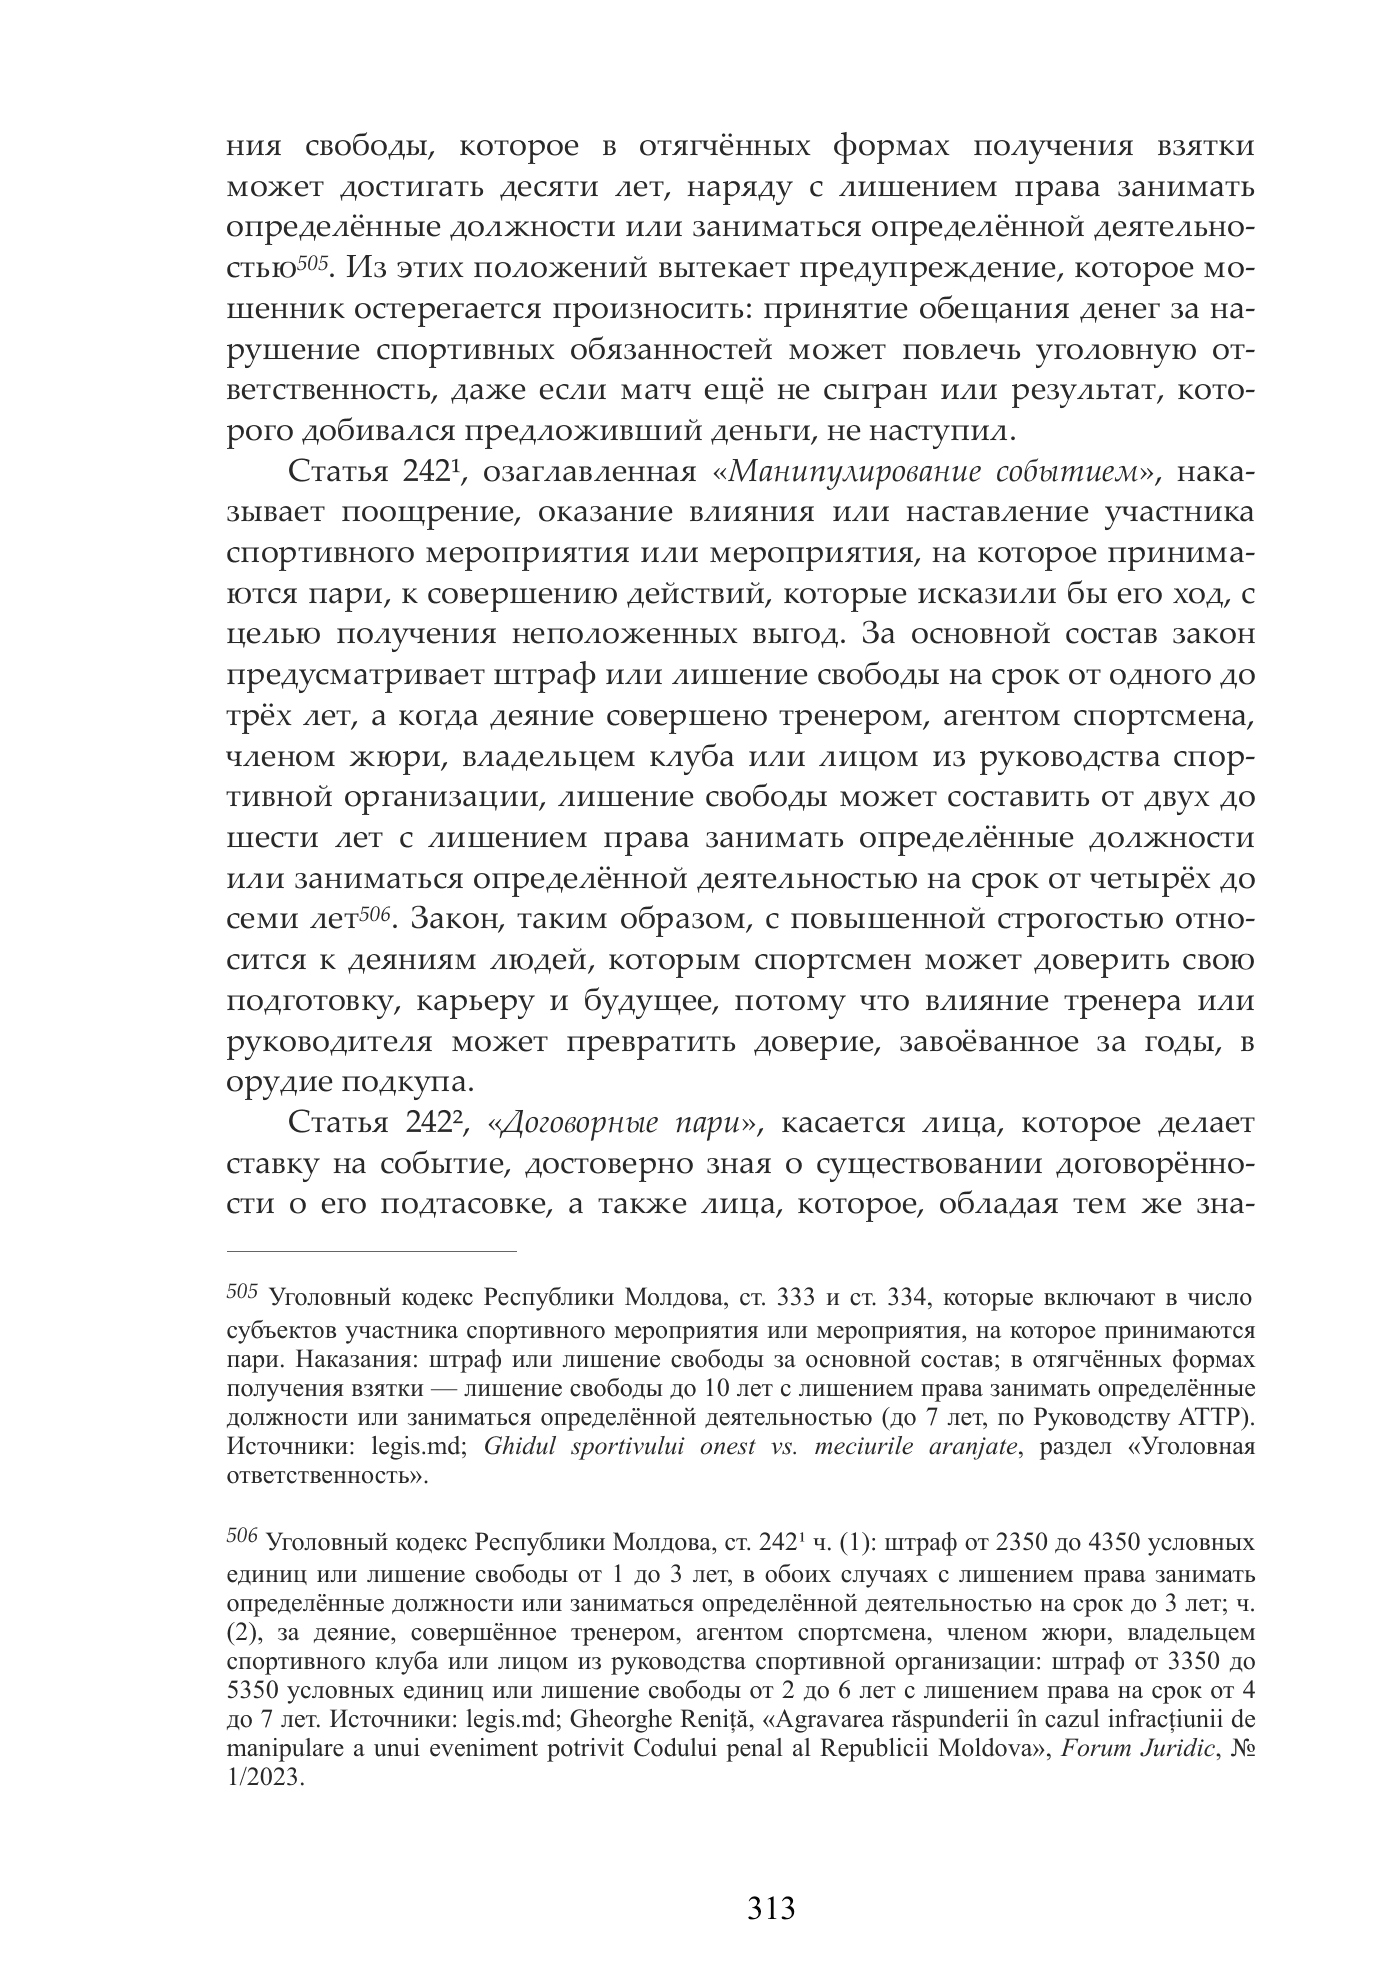 ния свободы, которое в отягчённых формах получения взятки
может достигать десяти лет, наряду с лишением права занимать
определённые должности или заниматься определённой деятельно-
стью505. Из этих положений вытекает предупреждение, которое мо-
шенник остерегается произносить: принятие обещания денег за на-
рушение спортивных обязанностей может повлечь уголовную от-
ветственность, даже если матч ещё не сыгран или результат, кото-
рого добивался предложивший деньги, не наступил.
Статья 242¹, озаглавленная «Манипулирование событием», нака-
зывает поощрение, оказание влияния или наставление участника
спортивного мероприятия или мероприятия, на которое принима-
ются пари, к совершению действий, которые исказили бы его ход, с
целью получения неположенных выгод. За основной состав закон
предусматривает штраф или лишение свободы на срок от одного до
трёх лет, а когда деяние совершено тренером, агентом спортсмена,
членом жюри, владельцем клуба или лицом из руководства спор-
тивной организации, лишение свободы может составить от двух до
шести лет с лишением права занимать определённые должности
или заниматься определённой деятельностью на срок от четырёх до
семи лет506. Закон, таким образом, с повышенной строгостью отно-
сится к деяниям людей, которым спортсмен может доверить свою
подготовку, карьеру и будущее, потому что влияние тренера или
руководителя может превратить доверие, завоёванное за годы, в
орудие подкупа.
Статья 242², «Договорные пари», касается лица, которое делает
ставку на событие, достоверно зная о существовании договорённо-
сти о его подтасовке, а также лица, которое, обладая тем же зна-
505 Уголовный кодекс Республики Молдова, ст. 333 и ст. 334, которые включают в число
субъектов участника спортивного мероприятия или мероприятия, на которое принимаются
пари. Наказания: штраф или лишение свободы за основной состав; в отягчённых формах
получения взятки — лишение свободы до 10 лет с лишением права занимать определённые
должности или заниматься определённой деятельностью (до 7 лет, по Руководству АТТР).
Источники: legis.md; Ghidul sportivului onest vs. meciurile aranjate, раздел «Уголовная
ответственность».
506 Уголовный кодекс Республики Молдова, ст. 242¹ ч. (1): штраф от 2350 до 4350 условных
единиц или лишение свободы от 1 до 3 лет, в обоих случаях с лишением права занимать
определённые должности или заниматься определённой деятельностью на срок до 3 лет; ч.
(2), за деяние, совершённое тренером, агентом спортсмена, членом жюри, владельцем
спортивного клуба или лицом из руководства спортивной организации: штраф от 3350 до
5350 условных единиц или лишение свободы от 2 до 6 лет с лишением права на срок от 4
до 7 лет. Источники: legis.md; Gheorghe Reniță, «Agravarea răspunderii în cazul infracțiunii de
manipulare a unui eveniment potrivit Codului penal al Republicii Moldova», Forum Juridic, №
1/2023.
313